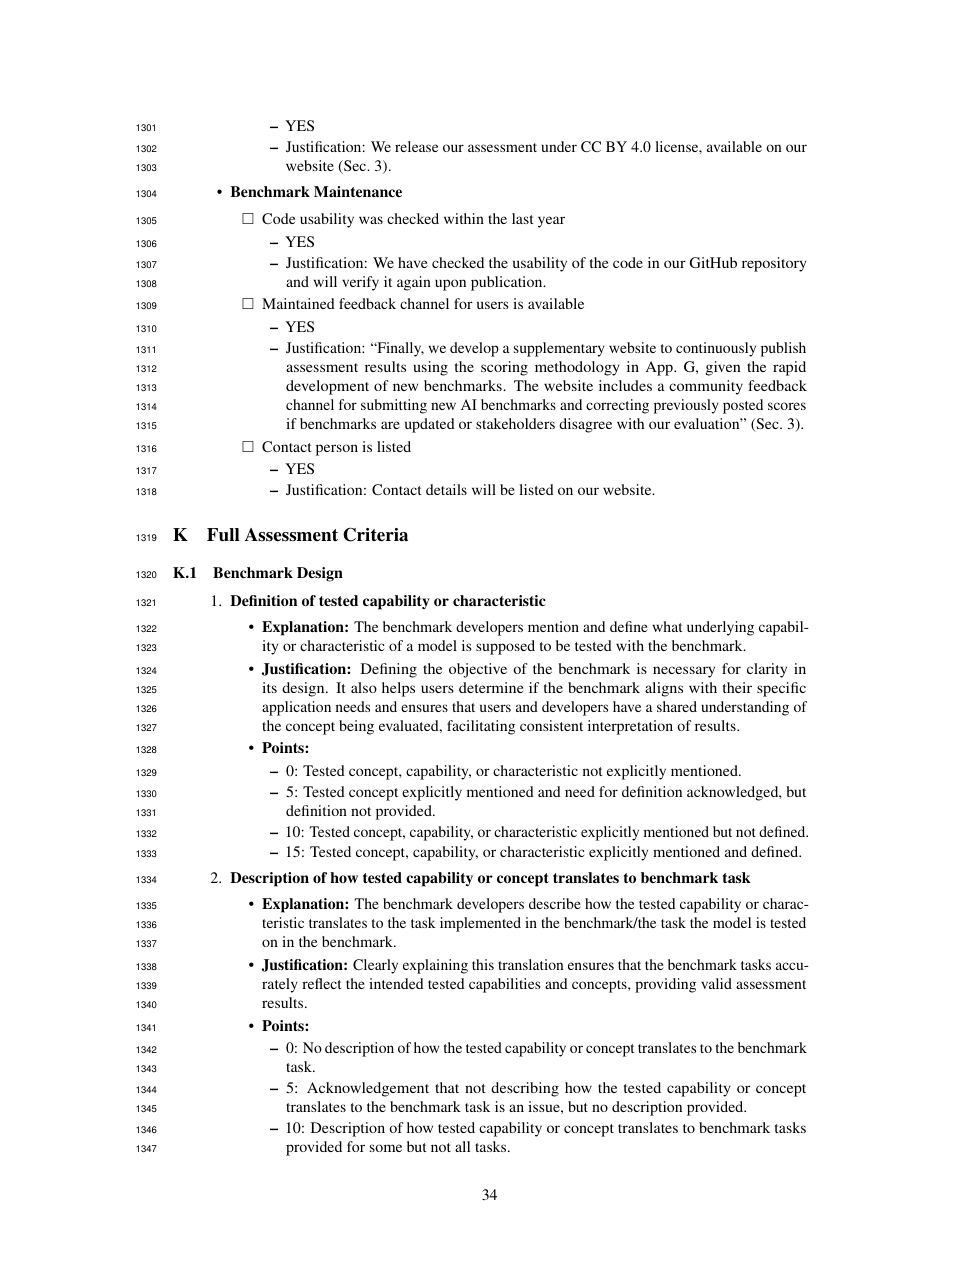 1301 – YES
1302 – Justification: We release our assessment under CC BY 4.0 license, available on our
1303 website (Sec. 3).
1304 • Benchmark Maintenance
1305 □ Code usability was checked within the last year
1306 – YES
1307 – Justification: We have checked the usability of the code in our GitHub repository
1308 and will verify it again upon publication.
1309 □ Maintained feedback channel for users is available
1310 – YES
1311 – Justification: “Finally, we develop a supplementary website to continuously publish
1312 assessment results using the scoring methodology in App. G, given the rapid
1313 development of new benchmarks. The website includes a community feedback
1314 channel for submitting new AI benchmarks and correcting previously posted scores
1315 if benchmarks are updated or stakeholders disagree with our evaluation” (Sec. 3).
1316 □ Contact person is listed
1317 – YES
1318 – Justification: Contact details will be listed on our website.
1319 K Full Assessment Criteria
1320 K.1 Benchmark Design
1321 1. Definition of tested capability or characteristic
1322 • Explanation: The benchmark developers mention and define what underlying capabil-
1323 ity or characteristic of a model is supposed to be tested with the benchmark.
1324 • Justification: Defining the objective of the benchmark is necessary for clarity in
1325 its design. It also helps users determine if the benchmark aligns with their specific
1326 application needs and ensures that users and developers have a shared understanding of
1327 the concept being evaluated, facilitating consistent interpretation of results.
1328 • Points:
1329 – 0: Tested concept, capability, or characteristic not explicitly mentioned.
1330 – 5: Tested concept explicitly mentioned and need for definition acknowledged, but
1331 definition not provided.
1332 – 10: Tested concept, capability, or characteristic explicitly mentioned but not defined.
1333 – 15: Tested concept, capability, or characteristic explicitly mentioned and defined.
1334 2. Description of how tested capability or concept translates to benchmark task
1335 • Explanation: The benchmark developers describe how the tested capability or charac-
1336 teristic translates to the task implemented in the benchmark/the task the model is tested
1337 on in the benchmark.
1338 • Justification: Clearly explaining this translation ensures that the benchmark tasks accu-
1339 rately reflect the intended tested capabilities and concepts, providing valid assessment
1340 results.
1341 • Points:
1342 – 0: No description of how the tested capability or concept translates to the benchmark
1343 task.
1344 – 5: Acknowledgement that not describing how the tested capability or concept
1345 translates to the benchmark task is an issue, but no description provided.
1346 – 10: Description of how tested capability or concept translates to benchmark tasks
1347 provided for some but not all tasks.
34